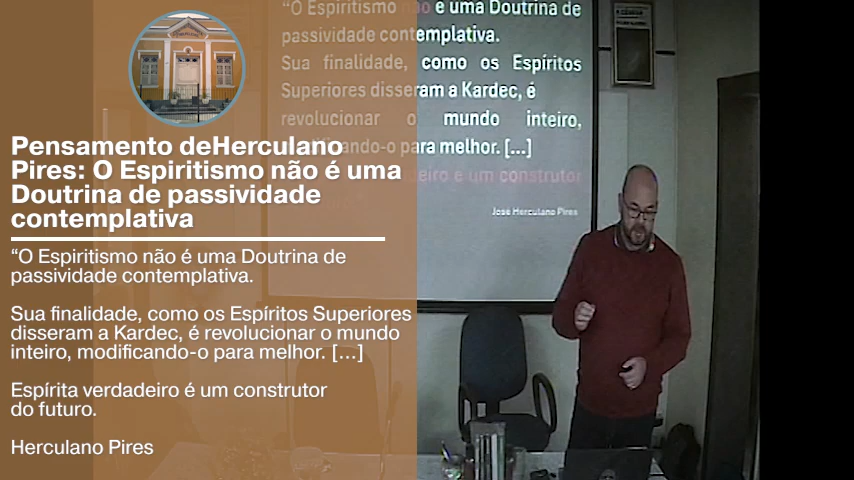 Pensamento deHerculano
Pires: O Espiritismo não é uma
Doutrina de passividade
contemplativa
“O Espiritismo não é uma Doutrina de
passividade contemplativa.
Sua finalidade, como os Espíritos Superiores
disseram a Kardec, é revolucionar o mundo
inteiro, modificando-o para melhor. [...]
Espírita verdadeiro é um construtor
do futuro.
Herculano Pires
“O Espiritismo não é uma Doutrina de
passividade contemplativa.
Sua finalidade, como os Espíritos
Superiores disseram a Kardec, é
revolucionar o mundo inteiro,
modificando-o para melhor. [...]
verdadeiro é um construtor
José Herculano Pires